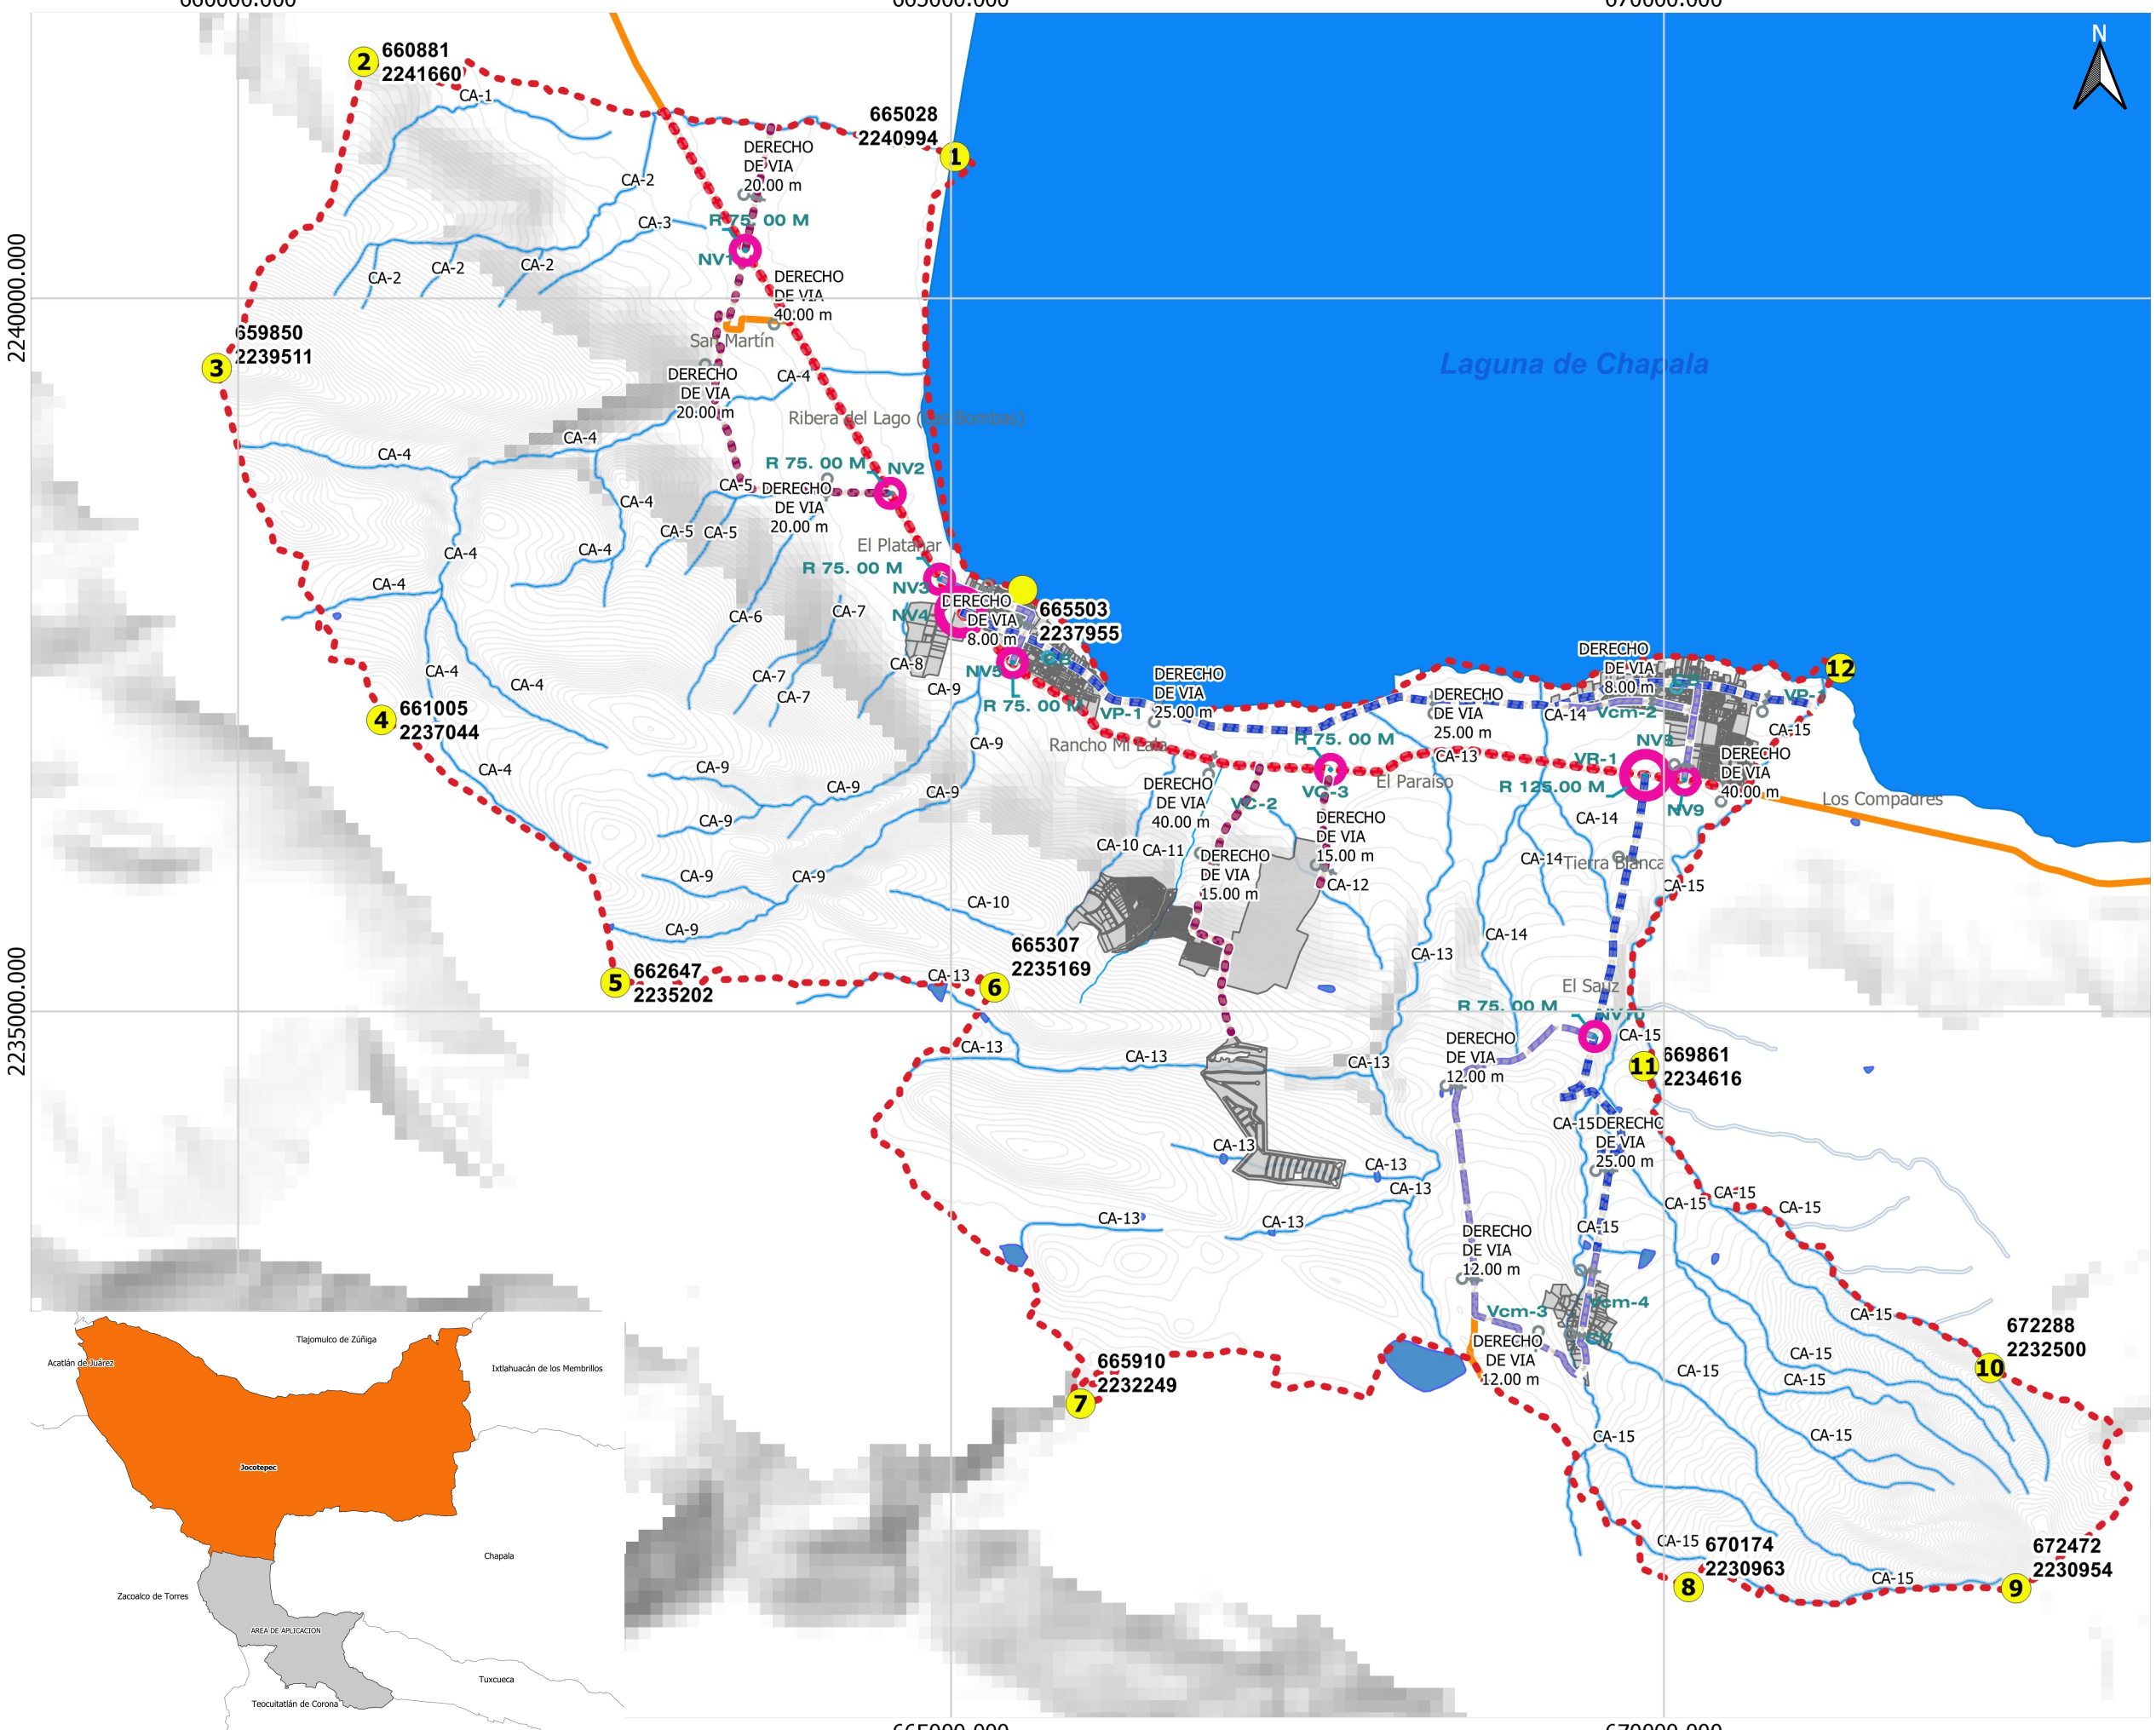 660000.000
665000.000
670000.000
N
2
660881
2241660
CA-1
665028
2240994
1
DERECHO
DE VIA
20.00 m
CA-2
CA-3
R 75. 00 M
NV1
CA-2
CA-2
CA-2
DERECHO
DE VIA
40.00 m
2240000.000
659850
2239511
3
San Martín
Laguna de Chapala
DERECHO
DE VIA
20.00 m
CA-4
Ribera del Lago (Las Bombas)
CA-4
CA-4
R 75. 00 M
NV2
CA-5
DERECHO
DE VIA
20.00 m
CA-4
CA-5
CA-5
El Platanar
CA-4
CA-4
R 75. 00 M
NV3
CA-4
DERECHO
DE VIA
8.00 m
NV4
665503
2237955
CA-6
CA-7
CA-8
NV5
CA-4
CA-7
CA-4
CA-7
CA-9
R 75. 00 M
VP-1
DERECHO
DE VIA
25.00 m
DERECHO
DE VIA
25.00 m
DERECHO
DE VIA
8.00 m
VP-1
12
CA-14
Vcm-2
CA-15
4
661005
2237044
CA-9
Rancho Mi Lala
R 75. 00 M
CA-13
VR-1
R 125.00 M
NV9
DERECHO
DE VIA
40.00 m
El Paraiso
Los Compadres
CA-4
CA-9
CA-9
CA-9
DERECHO
DE VIA
40.00 m
VC-2
VC-3
CA-9
DERECHO
DE VIA
15.00 m
CA-14
CA-10
CA-11
DERECHO
DE VIA
15.00 m
CA-14
Tierra Blanca
CA-9
CA-9
CA-12
CA-15
CA-10
CA-9
665307
2235169
CA-14
CA-13
5
662647
2235202
CA-13
6
El Sauz
R 75. 00 M
NV10
2235000.000
CA-13
CA-13
CA-13
DERECHO
DE VIA
12.00 m
CA-15
11
669861
2234616
CA-15
DERECHO
DE VIA
25.00 m
CA-13
CA-13
CA-13
CA-15
CA-15
CA-15
CA-13
CA-13
CA-15
DERECHO
DE VIA
12.00 m
Vcm-3
Vcm-4
CA-15
DERECHO
DE VIA
12.00 m
672288
2232500
10
CA-15
CA-15
CA-15
665910
2232249
7
CA-15
CA-15
CA-15
670174
2230963
8
CA-15
672472
2230954
9
Tlajomulco de Zúñiga
Acatlán de Juárez
Ixtlahuacán de los Membrillos
Jocotepec
Chapala
Zacoalco de Torres
AREA DE APLICACION
Tuxcueca
Teocuitatlán de Corona
665000.000
670000.000